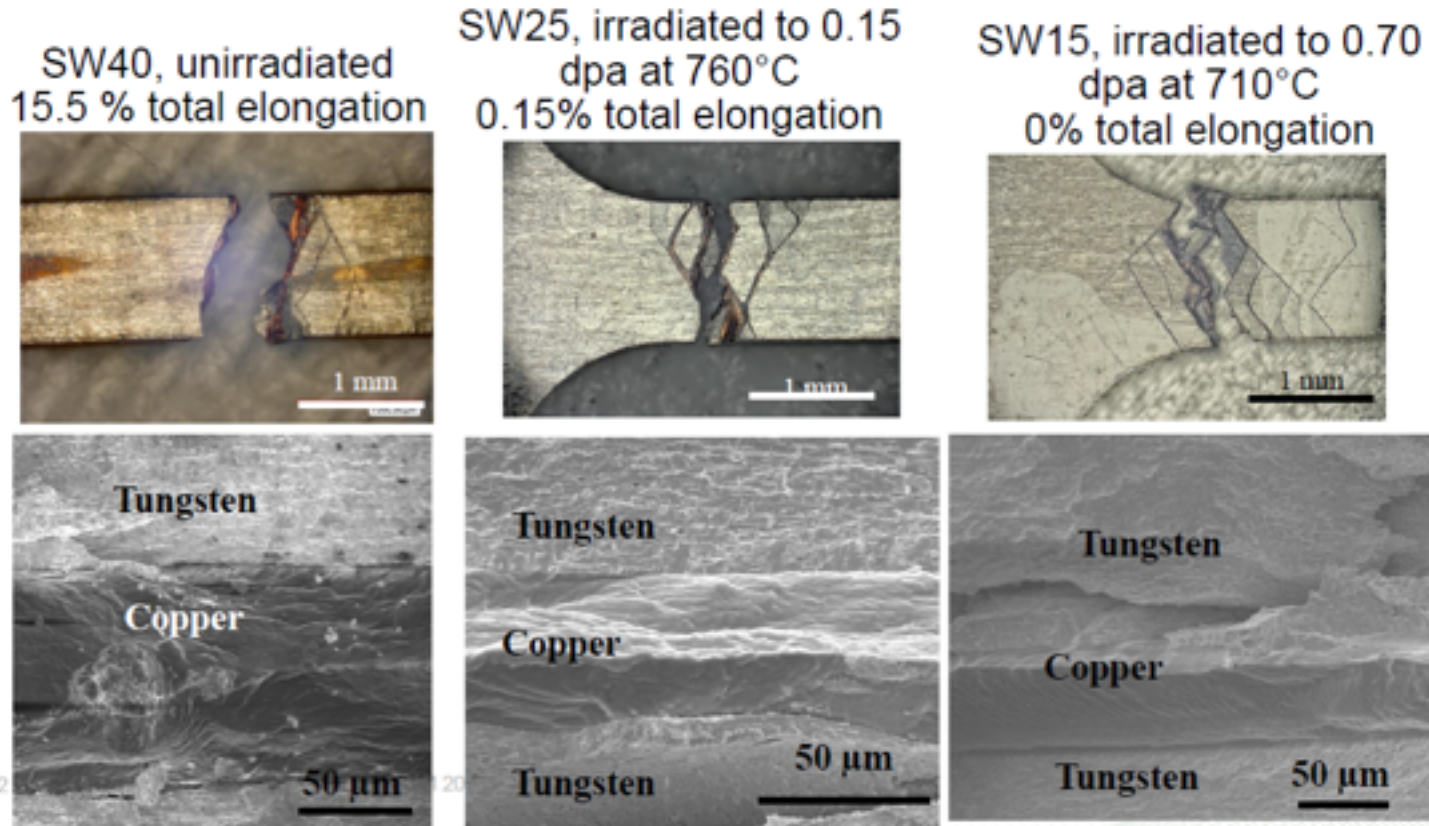 SW40, unirradiated
15.5 % total elongation
SW25, irradiated to 0.15
dpa at 760°C
0.15% total elongation
SW15, irradiated to 0.70
dpa at 710°C
0% total elongation
1 mm
1 mm
1 mm
Tungsten
Copper
50 µm
Tungsten
Copper
50 µm
Tungsten
Tungsten
Copper
Tungsten
50 µm